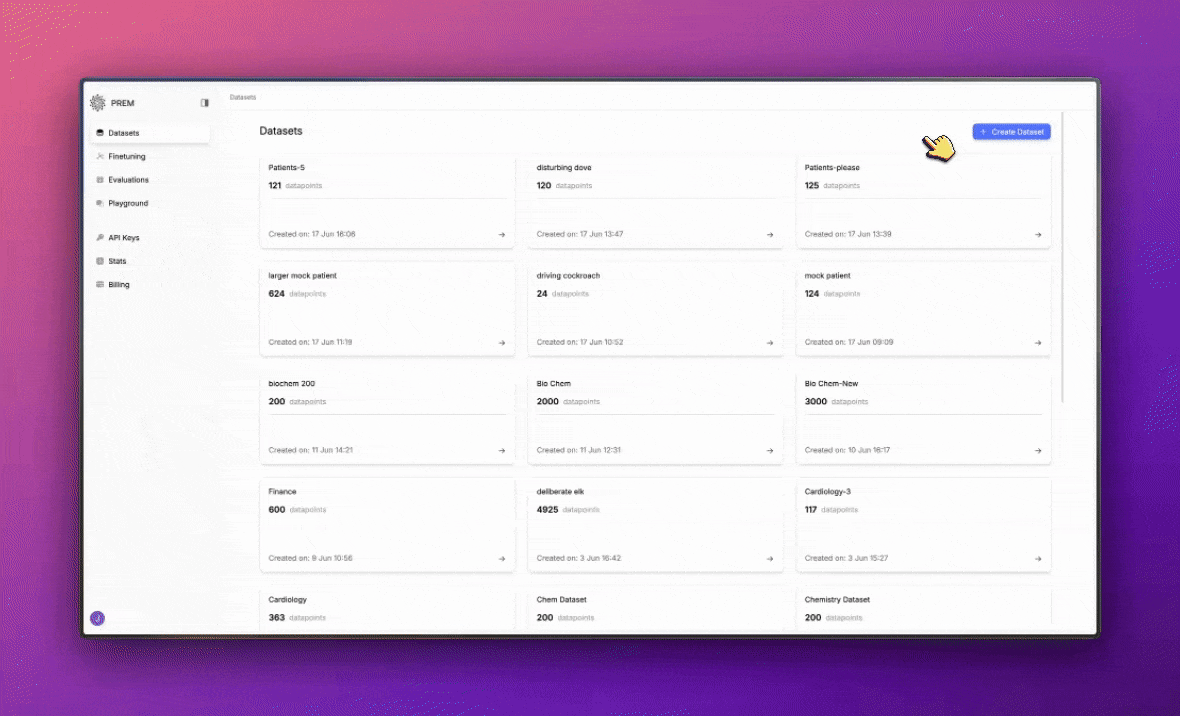 PREM
Datasets
Finetuning
Evaluations
Playground
API Keys
Stats
Billing
J
Datasets
Datasets
+ Create Dataset
Patients-5
121 datapoints
Created on: 17 Jun 16:06
disturbing dove
120 datapoints
Created on: 17 Jun 13:47
Patients-please
125 datapoints
Created on: 17 Jun 13:39
larger mock patient
624 datapoints
Created on: 17 Jun 11:19
driving cockroach
24 datapoints
Created on: 17 Jun 10:52
mock patient
124 datapoints
Created on: 17 Jun 09:09
biochem 200
200 datapoints
Created on: 11 Jun 14:21
Bio Chem
2000 datapoints
Created on: 11 Jun 12:31
Bio Chem-New
3000 datapoints
Created on: 10 Jun 16:17
Finance
600 datapoints
Created on: 9 Jun 10:56
deliberate elk
4925 datapoints
Created on: 3 Jun 16:42
Cardiology-3
117 datapoints
Created on: 3 Jun 15:27
Cardiology
363 datapoints
Chem Dataset
200 datapoints
Chemistry Dataset
200 datapoints